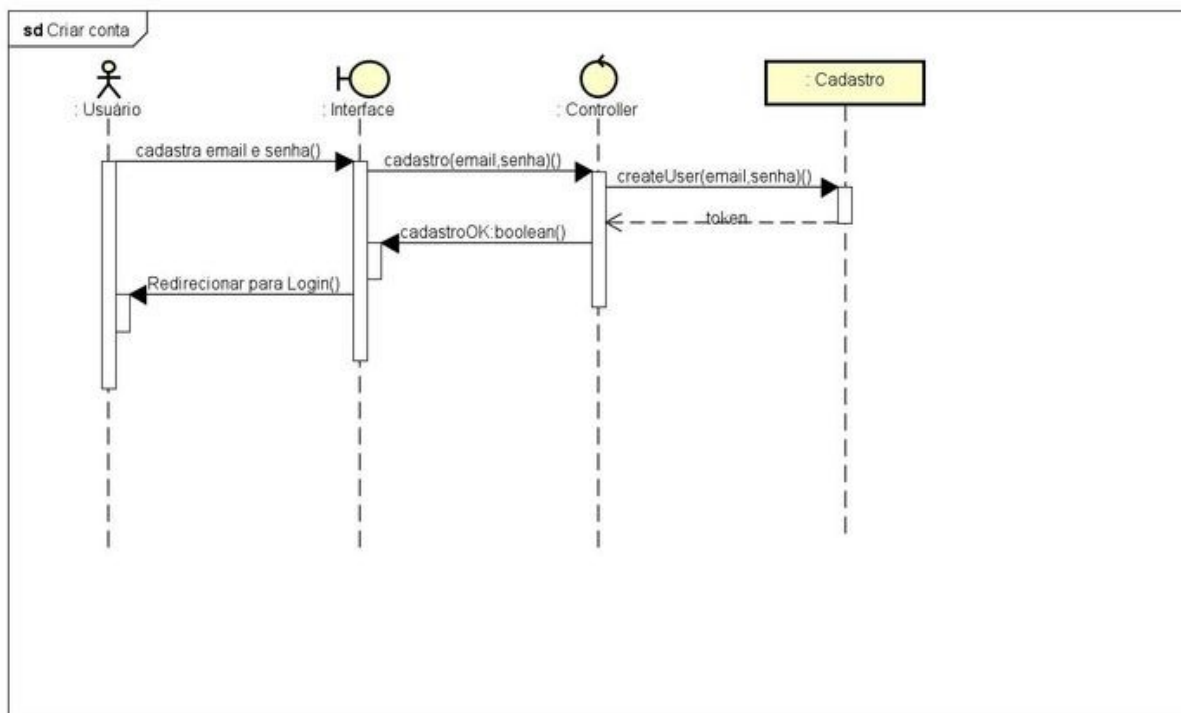 sd Criar conta
: Usuário
: Interface
: Controller
: Cadastro
cadastra email e senha()
cadastro(email,senha)()
createUser(email,senha)()
token
cadastroOK:boolean()
Redirecionar para Login()